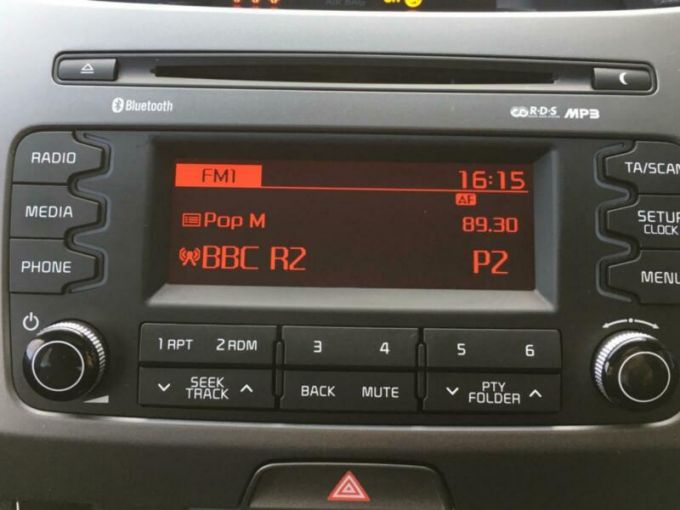 Bluetooth
R·D·S MP3
RADIO
MEDIA
PHONE
FM1 16:15
AF
Pop M 89.30
BBC R2 P2
TA/SCAN
SETUP
CLOCK
MENU
1 RPT 2 RDM 3 4 5 6
SEEK
TRACK
BACK MUTE
PTY
FOLDER